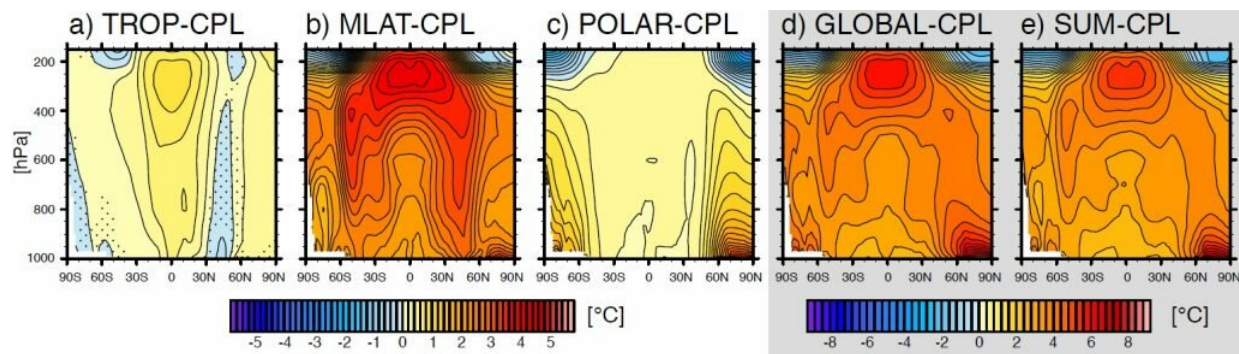 a) TROP-CPL b) MLAT-CPL c) POLAR-CPL d) GLOBAL-CPL e) SUM-CPL
200
400
[hPa]
600
800
1000
90S 60S 30S 0 30N 60N 90N 90S 60S 30S 0 30N 60N 90N 90S 60S 30S 0 30N 60N 90N 90S 60S 30S 0 30N 60N 90N 90S 60S 30S 0 30N 60N 90N
-5 -4 -3 -2 -1 0 1 2 3 4 5 [°C] -8 -6 -4 -2 0 2 4 6 8 [°C]